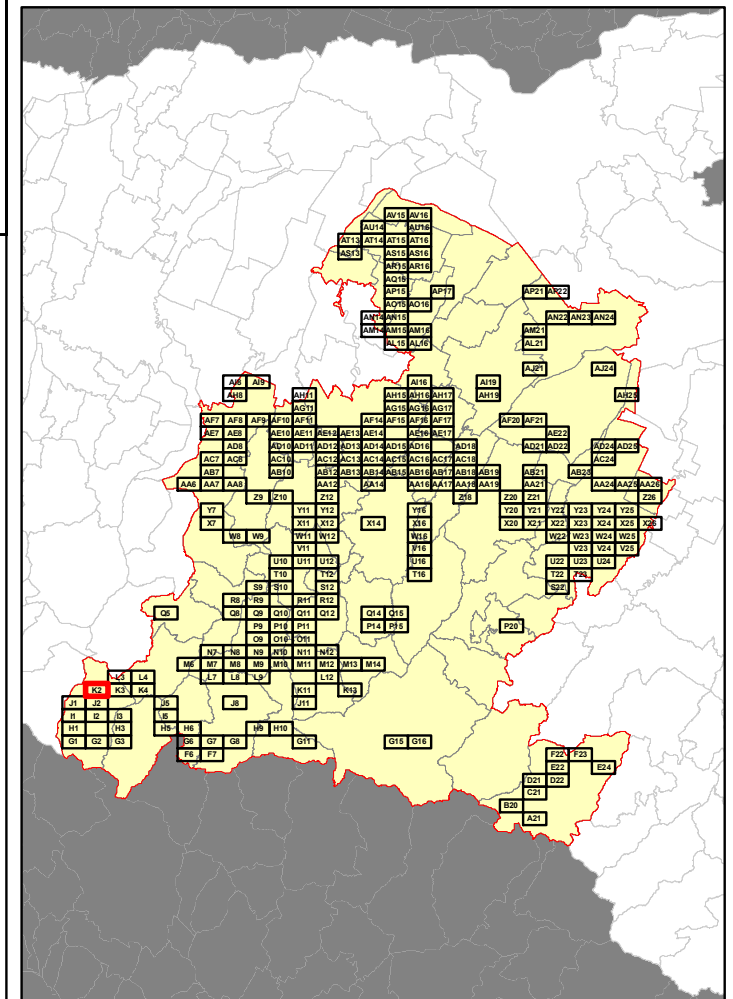 AV15 AV16
AU14 AU16
AT13 AT14 AT15 AT16
AS13 AS15 AS16
AR15 AR16
AQ15
AP15 AP17 AP21 AP22
AO15 AO16
AN14 AN15 AN22 AN23 AN24
AM14 AM15 AM16 AM21
AL15 AL16 AL21
AJ21 AJ24
AI8 AI9 AI16 AI19
AH8 AH11 AH15 AH16 AH17 AH19 AH25
AG11 AG15 AG16 AG17
AF7 AF8 AF9 AF10 AF11 AF14 AF15 AF16 AF17 AF20 AF21
AE7 AE8 AE10 AE11 AE12 AE13 AE14 AE16 AE17 AE22
AD8 AD10 AD11 AD12 AD13 AD14 AD15 AD16 AD18 AD21 AD22 AD24 AD25
AC7 AC8 AC10 AC12 AC13 AC14 AC15 AC16 AC17 AC18 AC24
AB7 AB10 AB12 AB13 AB14 AB15 AB16 AB17 AB18 AB19 AB21 AB23
AA6 AA7 AA8 AA12 AA14 AA16 AA17 AA18 AA19 AA21 AA24 AA25 AA26
Z9 Z10 Z12 Z18 Z20 Z21 Z26
Y7 Y11 Y12 Y16 Y20 Y21 Y22 Y23 Y24 Y25
X7 X11 X12 X14 X16 X20 X21 X22 X23 X24 X25 X26
W8 W9 W11 W12 W16 W22 W23 W24 W25
V11 V16 V23 V24 V25
U10 U11 U12 U16 U22 U23 U24
T10 T12 T16 T22 T23
S9 S10 S12 S22
R8 R9 R11 R12
Q5 Q8 Q9 Q10 Q11 Q12 Q14 Q15
P9 P10 P11 P14 P15 P20
O9 O10 O11
N7 N8 N9 N10 N11 N12
M6 M7 M8 M9 M10 M11 M12 M13 M14
L3 L4 L7 L8 L9 L12
K2 K3 K4 K11 K13
J1 J2 J5 J8 J11
I1 I2 I3 I5
H1 H3 H5 H6 H9 H10
G1 G2 G3 G6 G7 G8 G11 G15 G16
F6 F7 F22 F23
E22 E24
D21 D22
C21
B20
A21